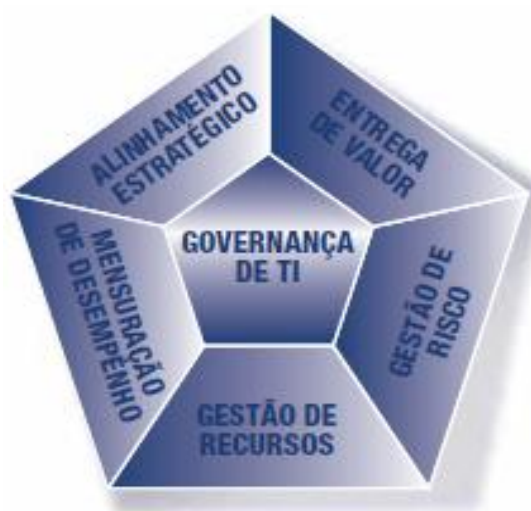 ALINHAMENTO
ESTRATÉGICO
ENTREGA
DE VALOR
GOVERNANÇA
DE TI
MENSURAÇÃO
DE DESEMPENHO
GESTÃO DE
RISCO
GESTÃO DE
RECURSOS